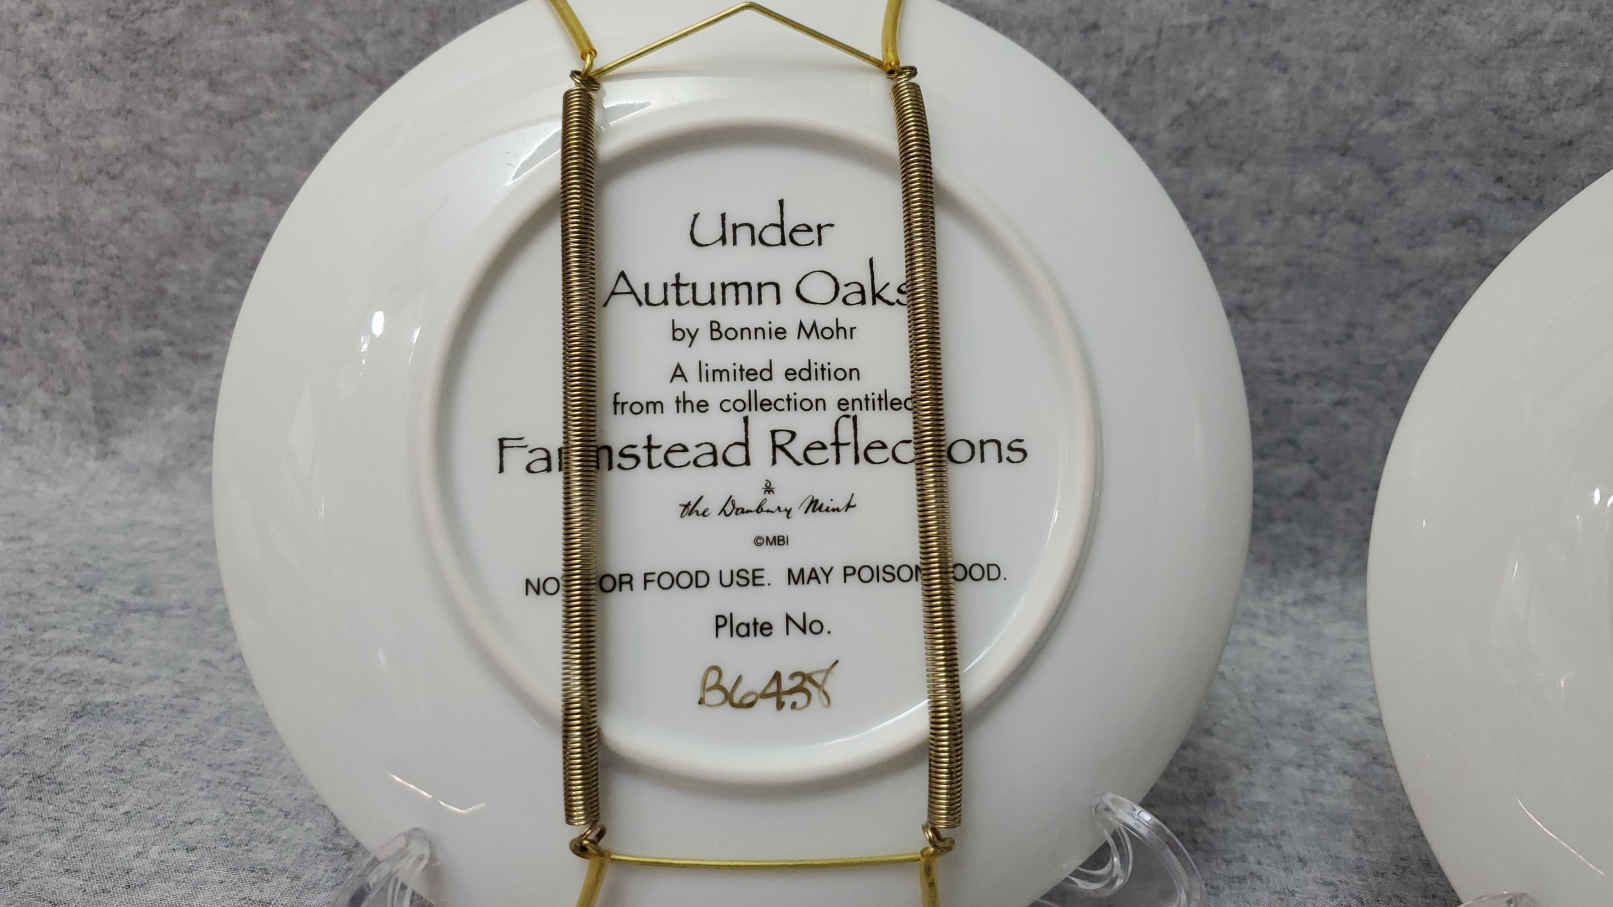 Under
Autumn Oaks
by Bonnie Mohr
A limited edition
from the collection entitled
Farmstead Reflections
the Danbury Mint
©MBI
NOT FOR FOOD USE. MAY POISON FOOD.
Plate No.
B6438